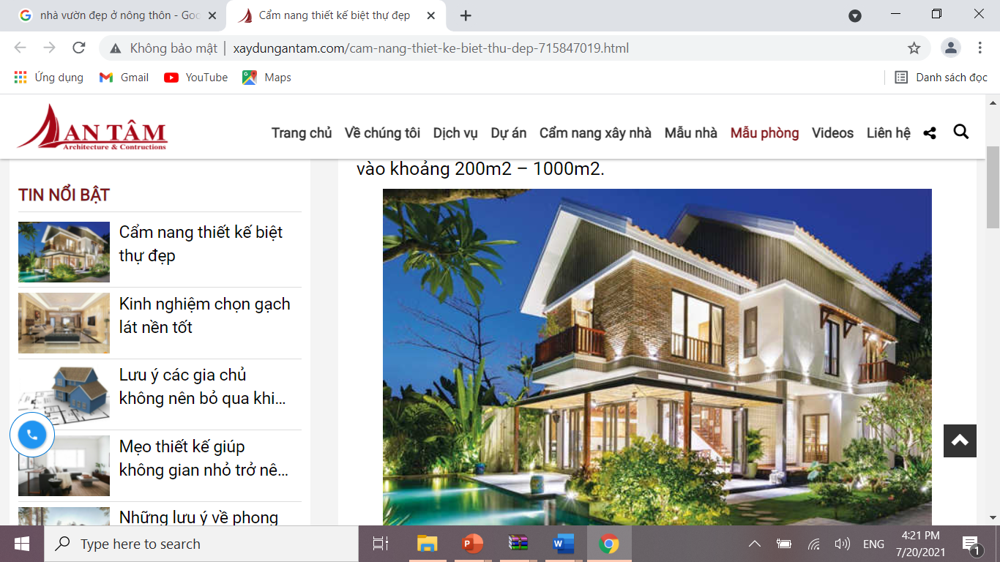 nhà vườn đẹp ở nông thôn - Goo
Cẩm nang thiết kế biệt thự đẹp
Không bảo mật
xaydungantam.com/cam-nang-thiet-ke-biet-thu-dep-715847019.html
Ứng dụng
Gmail
YouTube
Maps
Danh sách đọc
AN TÂM
Architecture & Contructions
Trang chủ
Về chúng tôi
Dịch vụ
Dự án
Cẩm nang xây nhà
Mẫu nhà
Mẫu phòng
Videos
Liên hệ
TIN NỔI BẬT
Cẩm nang thiết kế biệt
thự đẹp
Kinh nghiệm chọn gạch
lát nền tốt
Lưu ý các gia chủ
không nên bỏ qua khi...
Mẹo thiết kế giúp
không gian nhỏ trở nê...
Những lưu ý về phong
vào khoảng 200m2 – 1000m2.
Type here to search
ENG
4:21 PM
7/20/2021
1